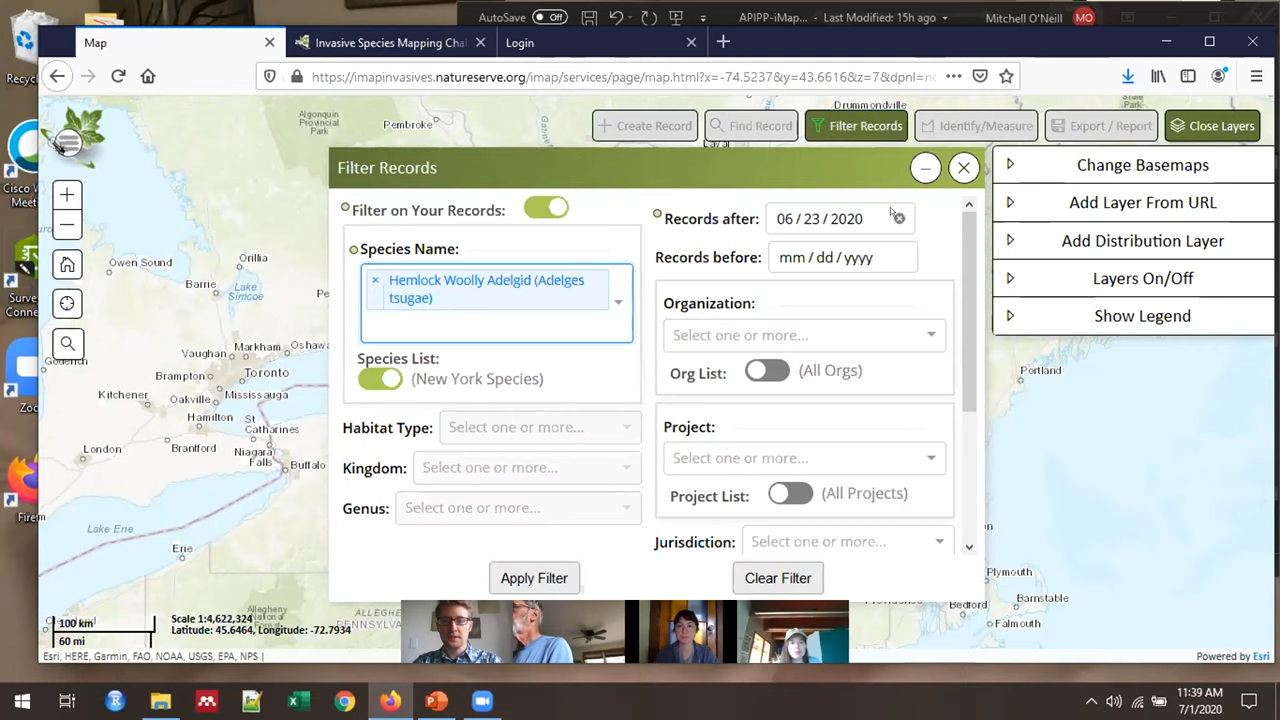 AutoSave Off APIPP-iMap... Last Modified: 15h ago Mitchell O'Neill MO
Map Invasive Species Mapping Chal Login
https://imapinvasives.natureserve.org/imap/services/page/map.html?x=-74.5237&y=43.6616&z=7&dpnl=n
Create Record Find Record Filter Records Identify/Measure Export / Report Close Layers
Algonquin
Provincial
Park
Pembroke
Drummondville
Filter Records
Change Basemaps
Add Layer From URL
Add Distribution Layer
Layers On/Off
Show Legend
Filter on Your Records:
Records after: 06 / 23 / 2020
Species Name:
Records before: mm / dd / yyyy
× Hemlock Woolly Adelgid (Adelges
tsugae)
Organization:
Select one or more...
Species List:
(New York Species)
Org List: (All Orgs)
Habitat Type: Select one or more...
Project:
Select one or more...
Kingdom: Select one or more...
Project List: (All Projects)
Genus: Select one or more...
Jurisdiction: Select one or more...
Apply Filter Clear Filter
Owen Sound
Orillia
Lake
Simcoe
Vaughan
Markham
Oshawa
Brampton
Toronto
Kitchener
Oakville
Mississauga
Hamilton
St
Catharines
London
Brantford
Niagara
Falls
Buffalo
Lake Erie
Erie
Portland
Plymouth
Barnstable
Bedford
Falmouth
Allegheny
National
PENNSYLVANIA
100 km
60 mi
Scale 1:4,622,324
Latitude: 45.6464, Longitude: -72.7934
Esri, HERE, Garmin, FAO, NOAA, USGS, EPA, NPS |
Powered by Esri
11:39 AM
7/1/2020